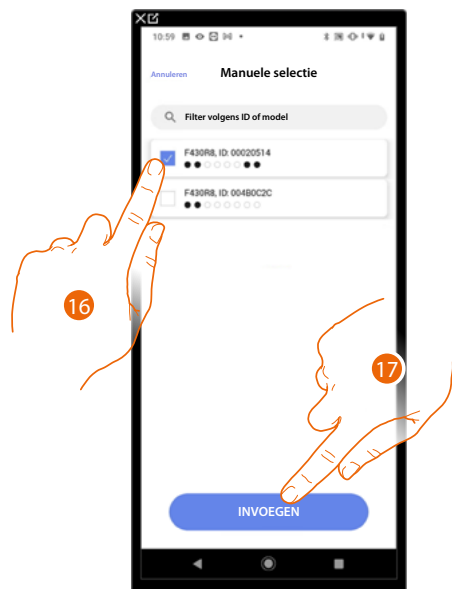 10:59
Annuleren
Manuele selectie
Filter volgens ID of model
F430R8, ID: 00020514
F430R8, ID: 004B0C2C
16
17
INVOEGEN